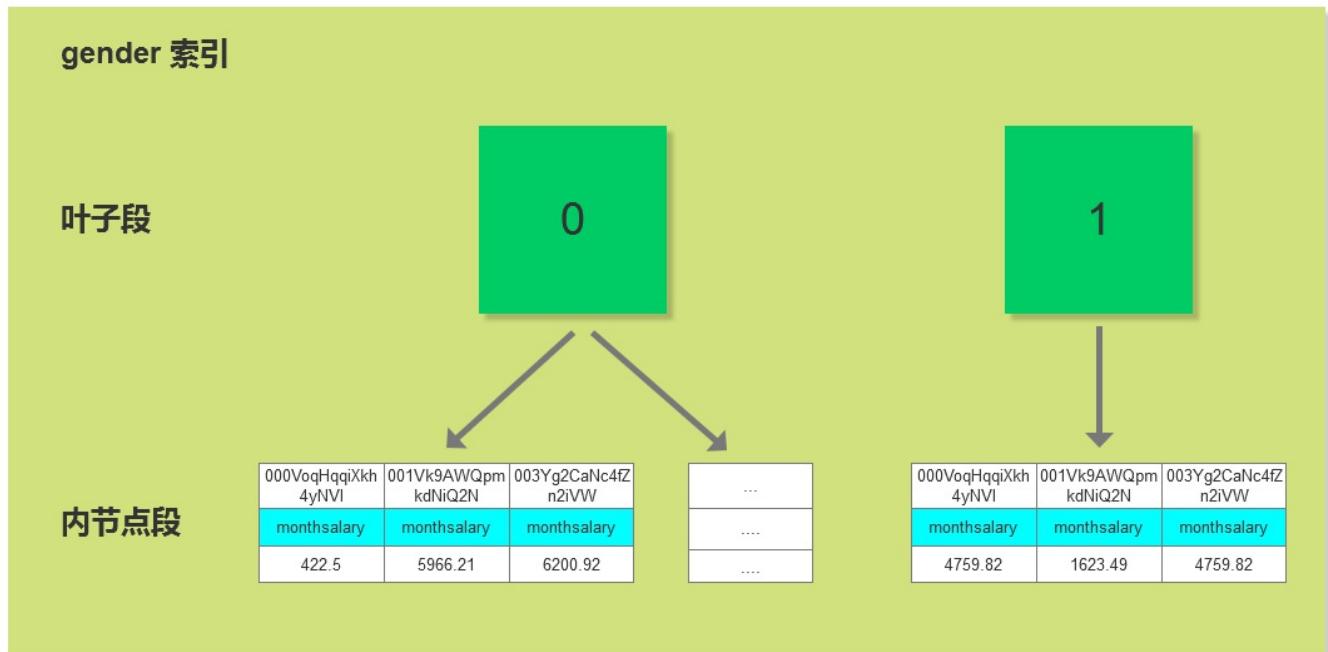 gender 索引
叶子段
0
1
000VoqHqqiXkh
4yNVI
001Vk9AWQpm
kdNiQ2N
003Yg2CaNc4fZ
n2iVW
...
000VoqHqqiXkh
4yNVI
001Vk9AWQpm
kdNiQ2N
003Yg2CaNc4fZ
n2iVW
内节点段
monthsalary
monthsalary
monthsalary
....
monthsalary
monthsalary
monthsalary
422.5
5966.21
6200.92
....
4759.82
1623.49
4759.82